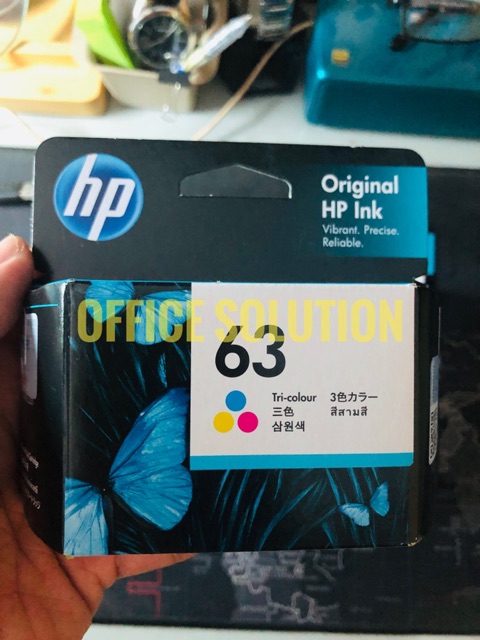 hp
Original
HP Ink
Vibrant. Precise.
Reliable.
OFFICE SOLUTION
63
Tri-colour 3色カラー
三色 สีสามสี
삼원색